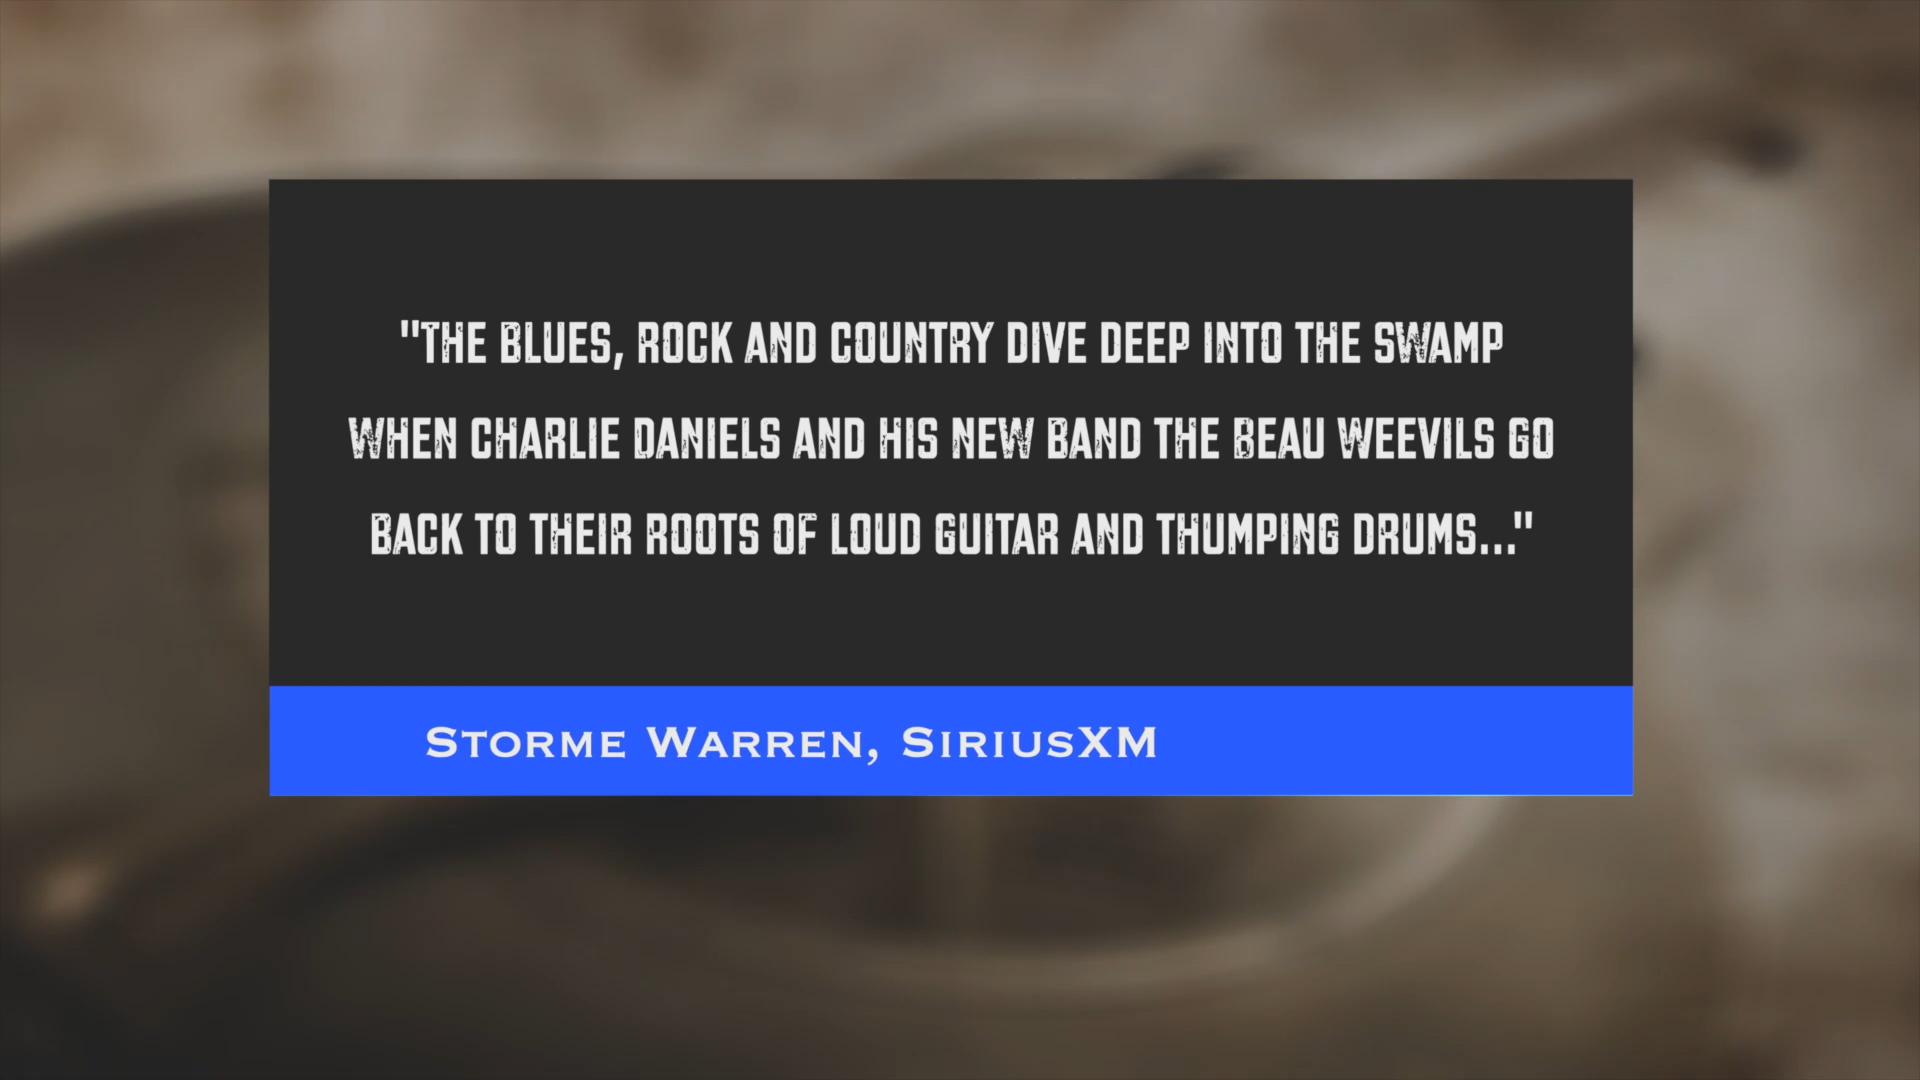 "THE BLUES, ROCK AND COUNTRY DIVE DEEP INTO THE SWAMP
WHEN CHARLIE DANIELS AND HIS NEW BAND THE BEAU WEEVILS GO
BACK TO THEIR ROOTS OF LOUD GUITAR AND THUMPING DRUMS..."
STORME WARREN, SIRIUSXM